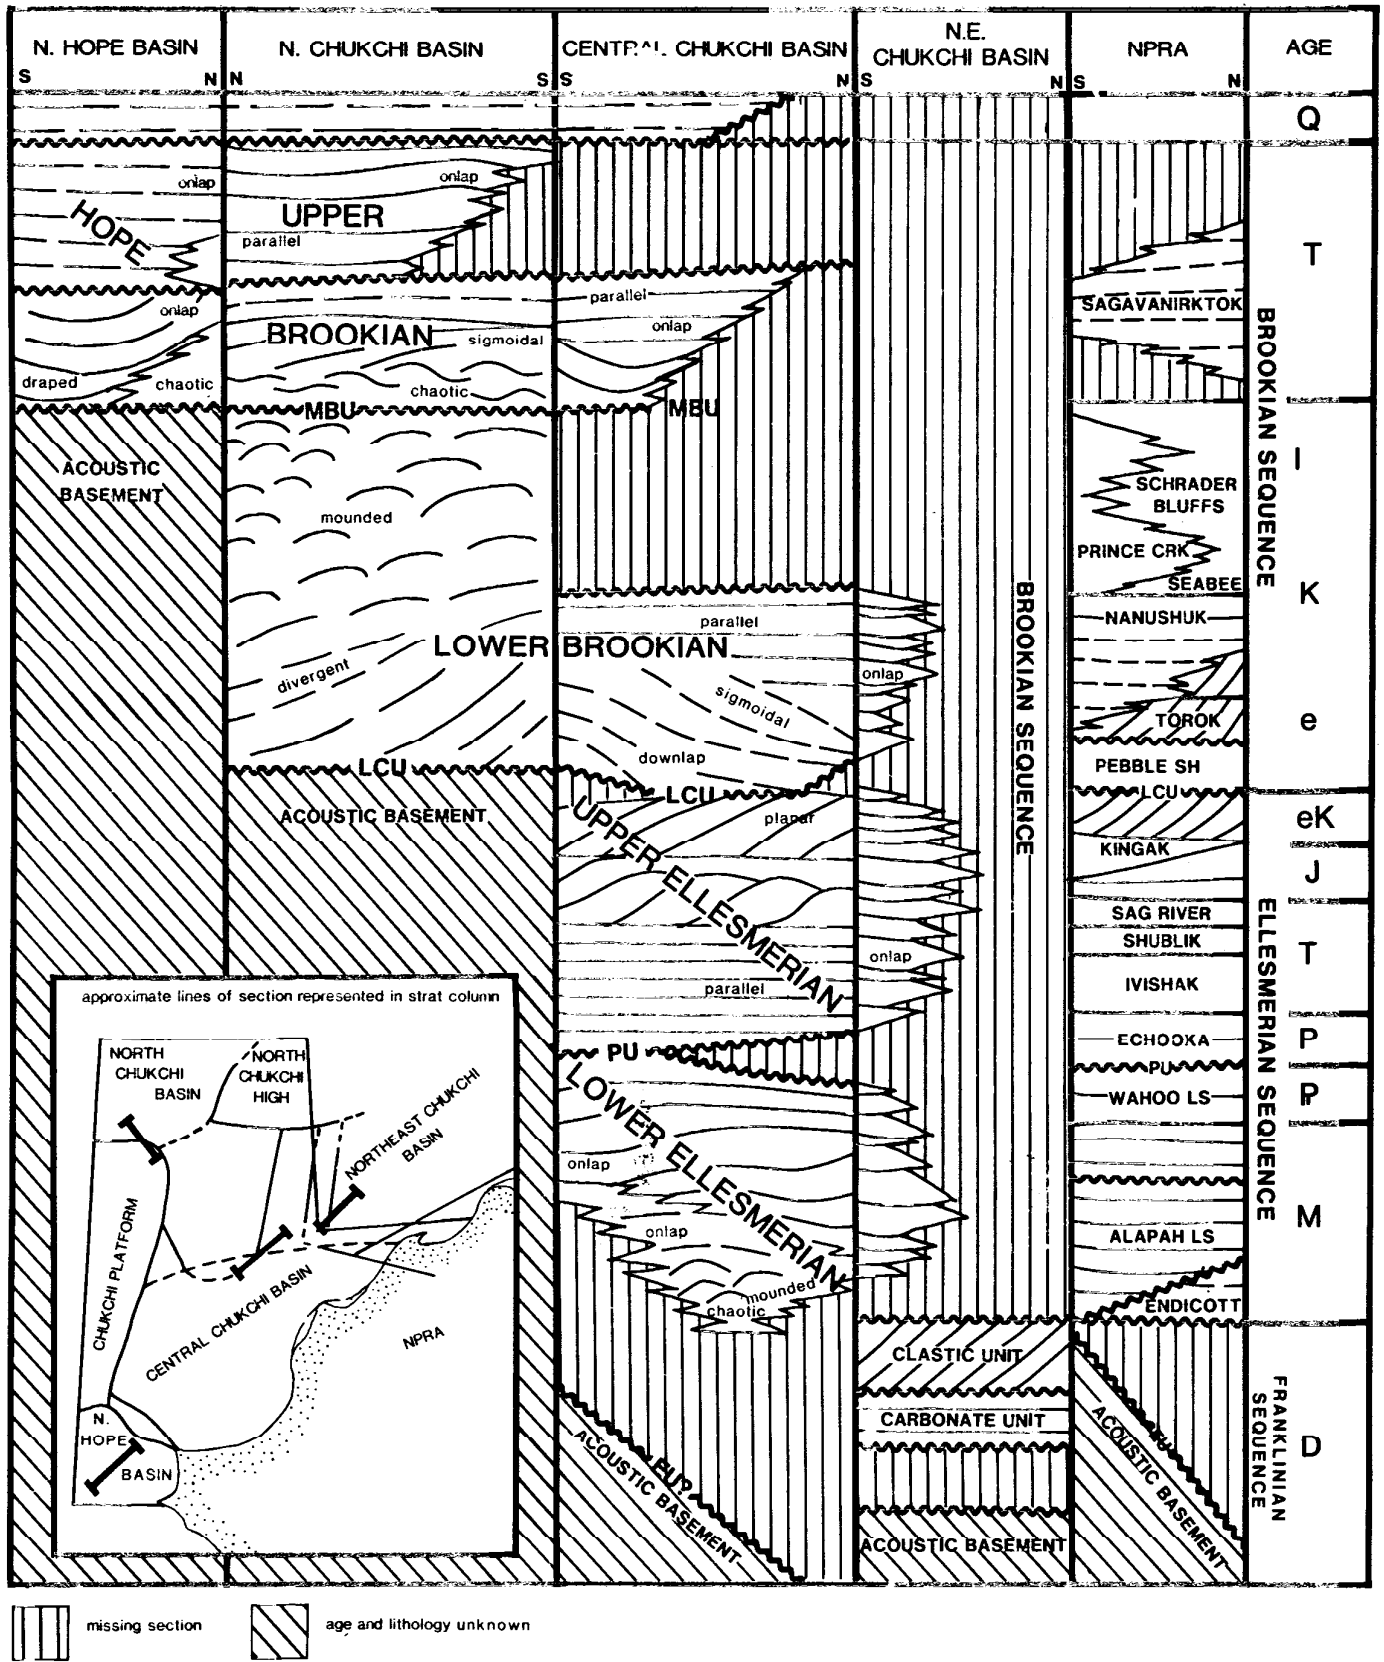 N. HOPE BASIN
S N
N. CHUKCHI BASIN
N S
CENTRAL CHUKCHI BASIN
S N
N.E.
CHUKCHI BASIN
S N
NPRA
S N
AGE
onlap
HOPE
onlap
draped
chaotic
ACOUSTIC
BASEMENT
onlap
UPPER
parallel
BROOKIAN
sigmoidal
chaotic
MBU
mounded
LOWER BROOKIAN
divergent
LCU
ACOUSTIC BASEMENT
parallel
onlap
MBU
parallel
sigmoidal
downlap
LCU
planar
UPPER ELLESMERIAN
parallel
PU
LOWER ELLESMERIAN
onlap
onlap
mounded
chaotic
EU?
ACOUSTIC BASEMENT
onlap
BROOKIAN SEQUENCE
onlap
CLASTIC UNIT
CARBONATE UNIT
ACOUSTIC BASEMENT
SAGAVANIRKTOK
SCHRADER
BLUFFS
PRINCE CRK
SEABEE
NANUSHUK
TOROK
PEBBLE SH
LCU
KINGAK
SAG RIVER
SHUBLIK
IVISHAK
ECHOOKA
PU
WAHOO LS
ALAPAH LS
ENDICOTT
EU
ACOUSTIC BASEMENT
BROOKIAN SEQUENCE
ELLESMERIAN SEQUENCE
FRANKLINIAN
SEQUENCE
Q
T
l
K
e
eK
J
T
P
IP
M
D
approximate lines of section represented in strat column
NORTH
CHUKCHI
BASIN
NORTH
CHUKCHI
HIGH
NORTHEAST CHUKCHI
BASIN
CHUKCHI PLATFORM
CENTRAL CHUKCHI BASIN
NPRA
N.
HOPE
BASIN
missing section
age and lithology unknown